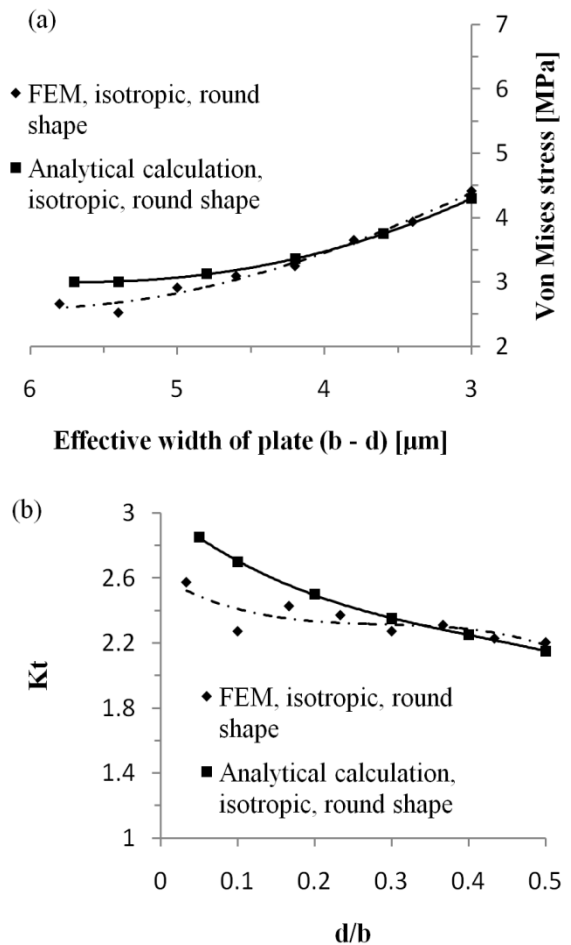 (a)
FEM, isotropic, round
shape
Analytical calculation,
isotropic, round shape
7
6
5
4
3
2
Von Mises stress [MPa]
6 5 4 3
Effective width of plate (b - d) [µm]
(b)
3
2.6
2.2
1.8
1.4
1
Kt
FEM, isotropic, round
shape
Analytical calculation,
isotropic, round shape
0 0.1 0.2 0.3 0.4 0.5
d/b